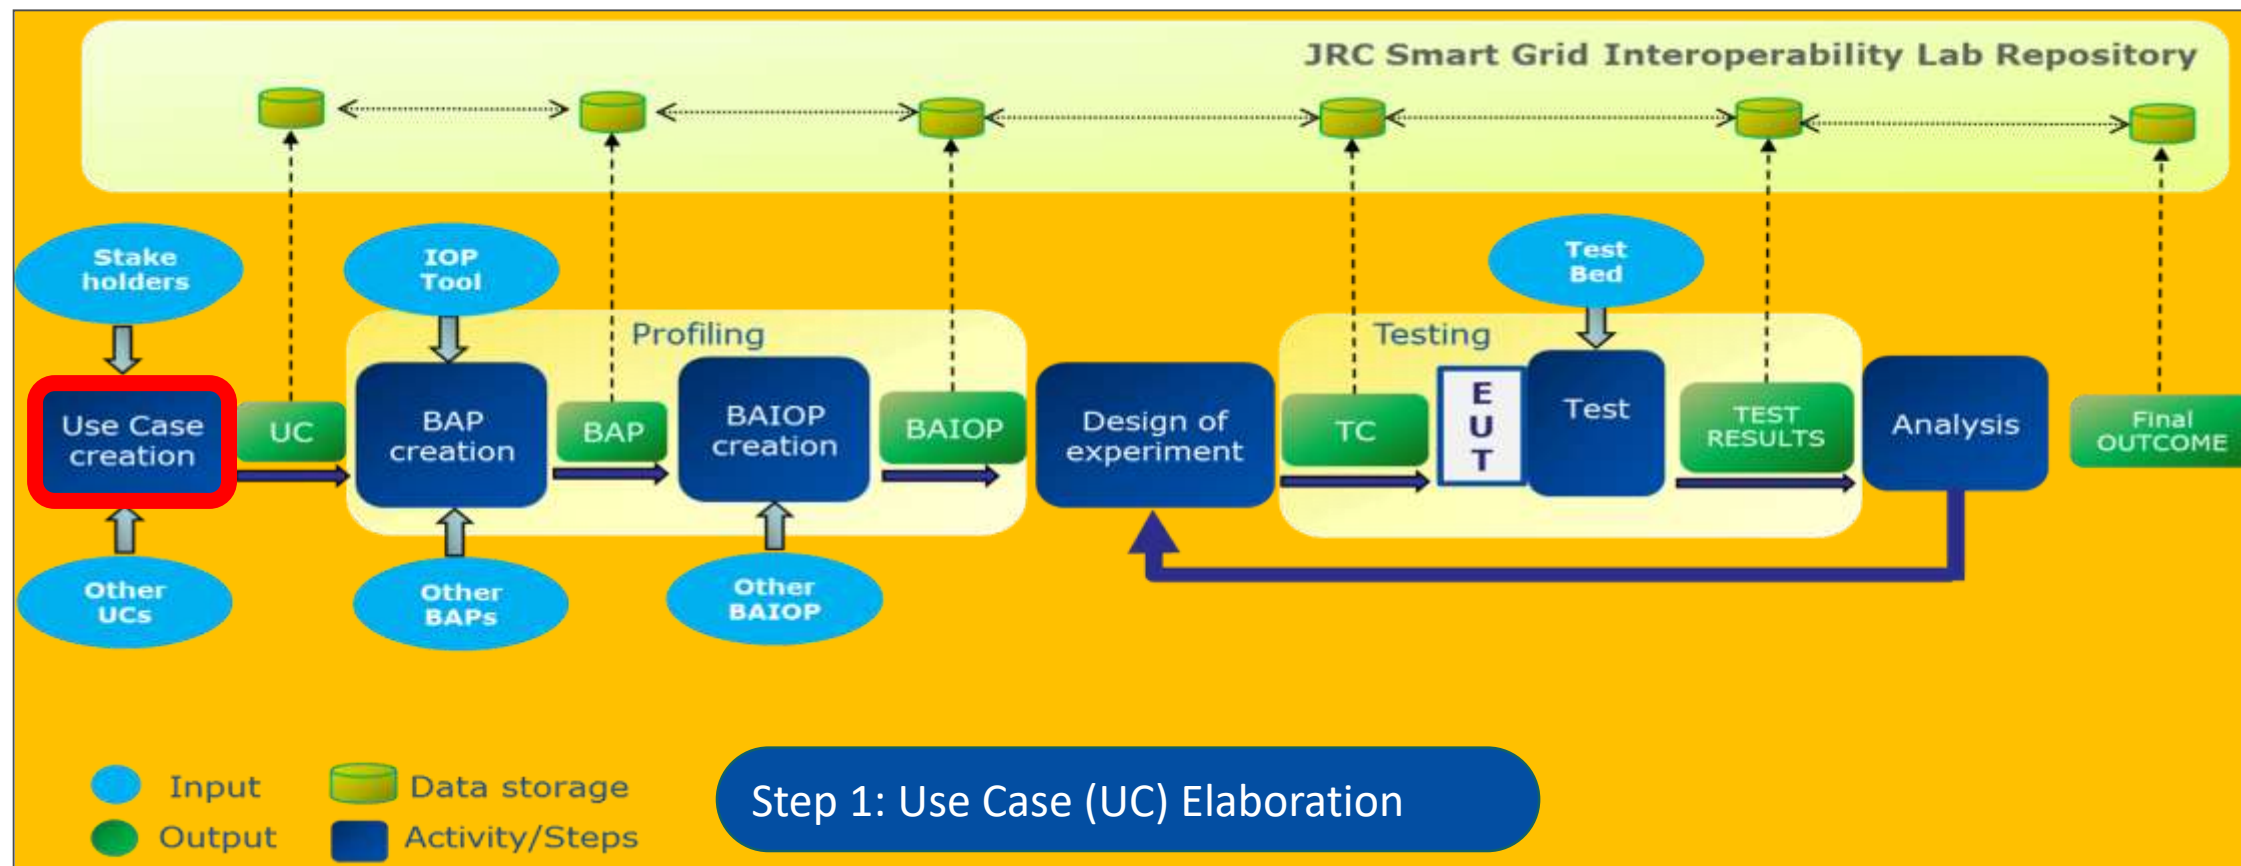 JRC Smart Grid Interoperability Lab Repository
Stake
holders
IOP
Tool
Test
Bed
Profiling
Testing
Use Case
creation
UC
BAP
creation
BAP
BAIOP
creation
BAIOP
Design of
experiment
TC
E
U
T
Test
TEST
RESULTS
Analysis
Final
OUTCOME
Other
UCs
Other
BAPs
Other
BAIOP
Input
Data storage
Output
Activity/Steps
Step 1: Use Case (UC) Elaboration